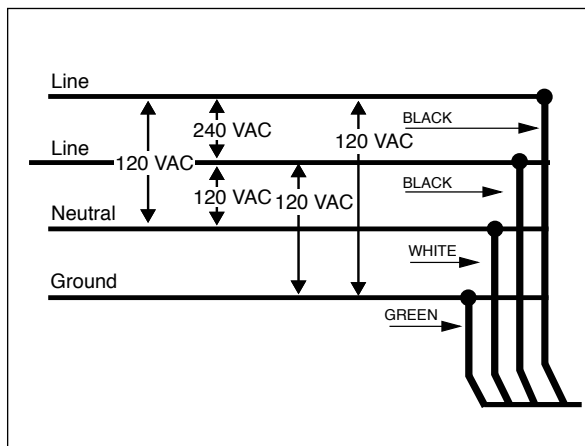 Line
BLACK
240 VAC
120 VAC
Line
120 VAC
BLACK
120 VAC
120 VAC
Neutral
WHITE
Ground
GREEN